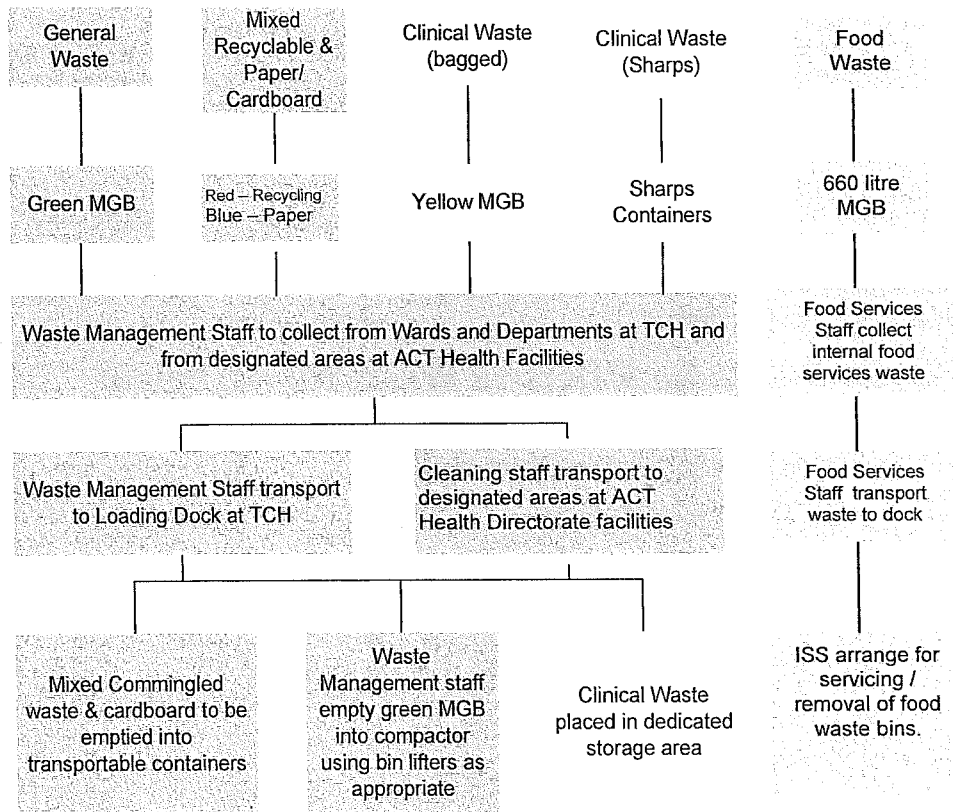 General
Waste
Mixed
Recyclable &
Paper/
Cardboard
Clinical Waste
(bagged)
Clinical Waste
(Sharps)
Food
Waste
Green MGB
Red – Recycling
Blue – Paper
Yellow MGB
Sharps
Containers
660 litre
MGB
Waste Management Staff to collect from Wards and Departments at TCH and
from designated areas at ACT Health Facilities
Food Services
Staff collect
internal food
services waste
Waste Management Staff transport
to Loading Dock at TCH
Cleaning staff transport to
designated areas at ACT
Health Directorate facilities
Food Services
Staff transport
waste to dock
Mixed Commingled
waste & cardboard to be
emptied into
transportable containers
Waste
Management staff
empty green MGB
into compactor
using bin lifters as
appropriate
Clinical Waste
placed in dedicated
storage area
ISS arrange for
servicing /
removal of food
waste bins.